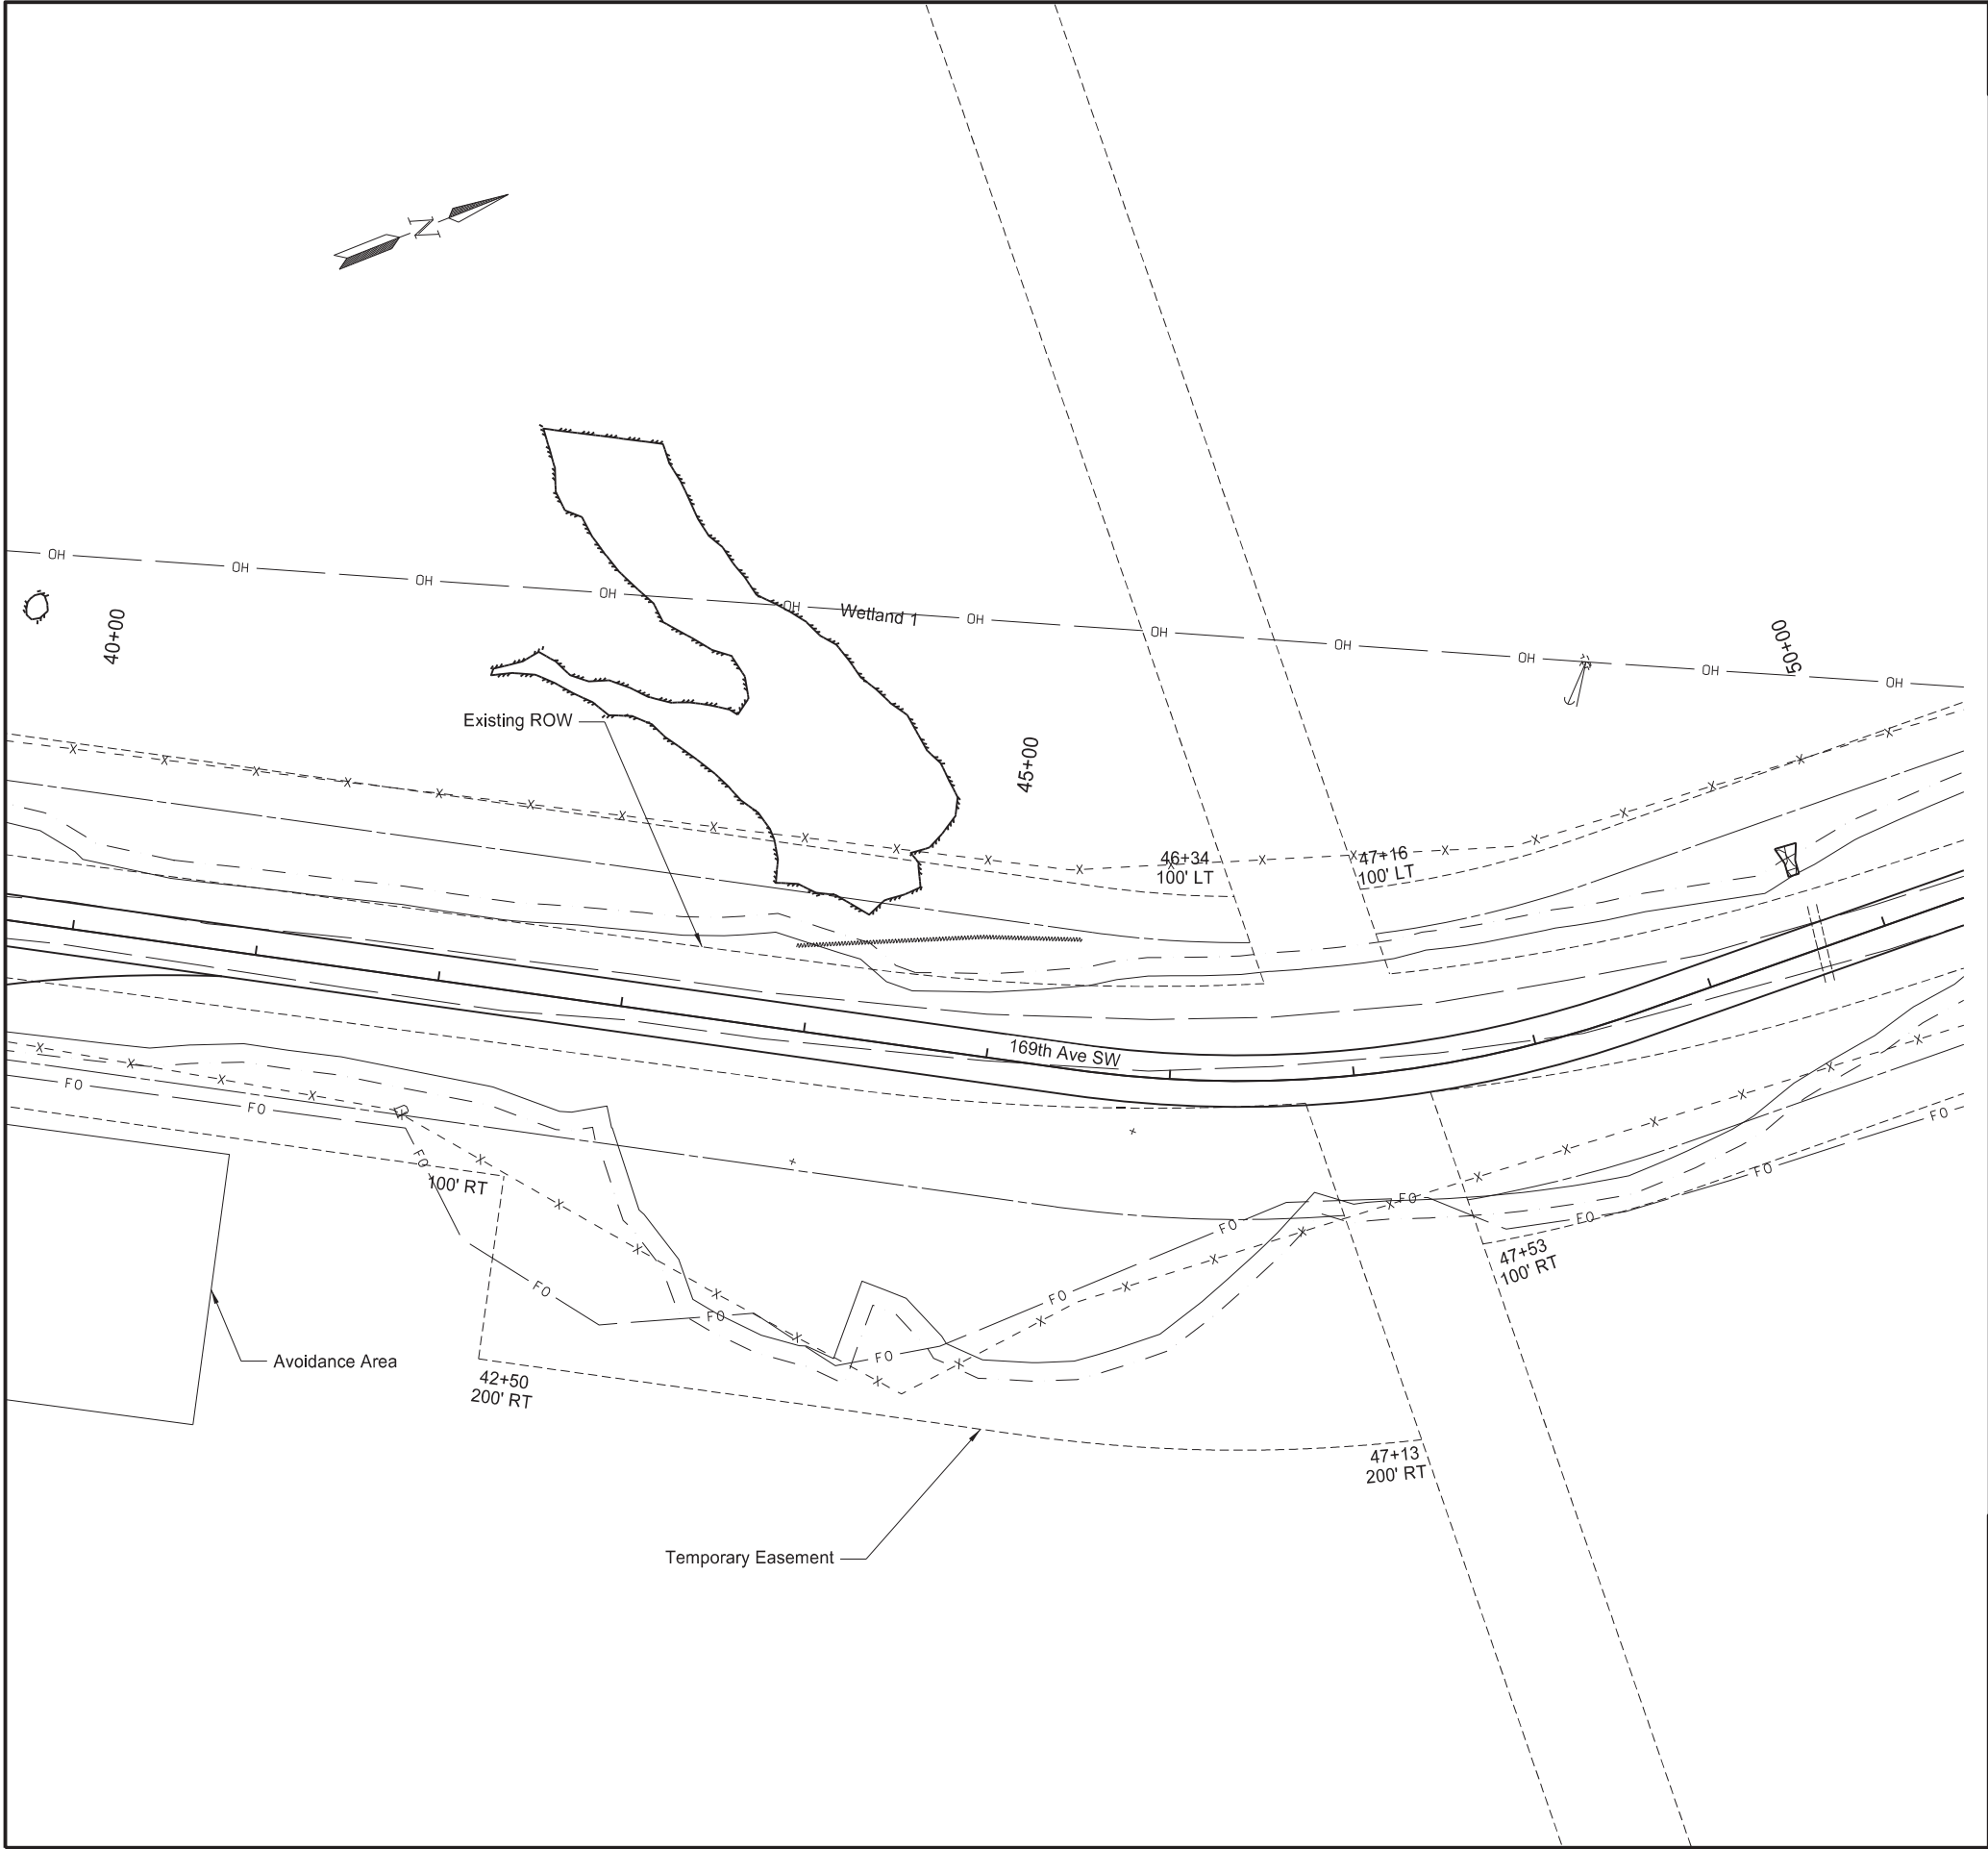 N
OH OH OH OH OH OH OH OH OH OH OH
Wetland 1
40+00
50+00
Existing ROW
45+00
X X X X X X X X X X X X X X X X X X X X X
46+34
100' LT
47+16
100' LT
169th Ave SW
X X X X X X X X X X X X X X X X X X X X X X
FO FO FO FO FO FO FO FO FO FO FO FO
100' RT
47+53
100' RT
Avoidance Area
42+50
200' RT
47+13
200' RT
Temporary Easement